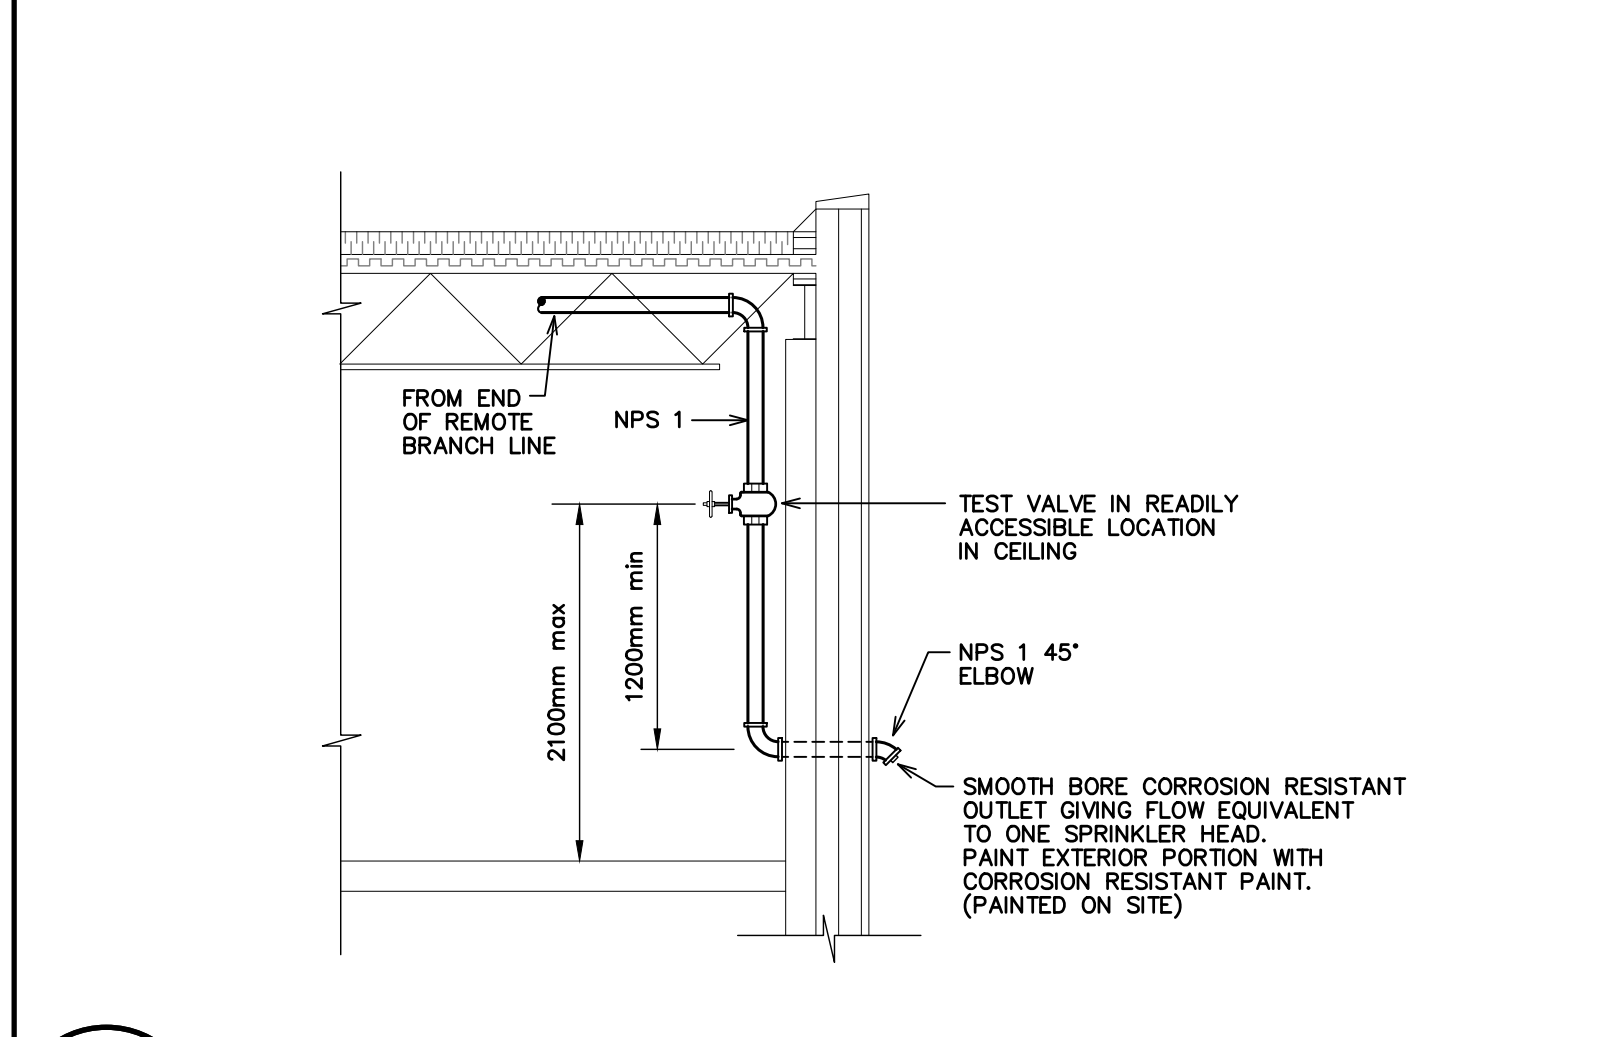 FROM END
OF REMOTE
BRANCH LINE
NPS 1
TEST VALVE IN READILY
ACCESSIBLE LOCATION
IN CEILING
2100mm max
1200mm min
NPS 1 45°
ELBOW
SMOOTH BORE CORROSION RESISTANT
OUTLET GIVING FLOW EQUIVALENT
TO ONE SPRINKLER HEAD.
PAINT EXTERIOR PORTION WITH
CORROSION RESISTANT PAINT.
(PAINTED ON SITE)